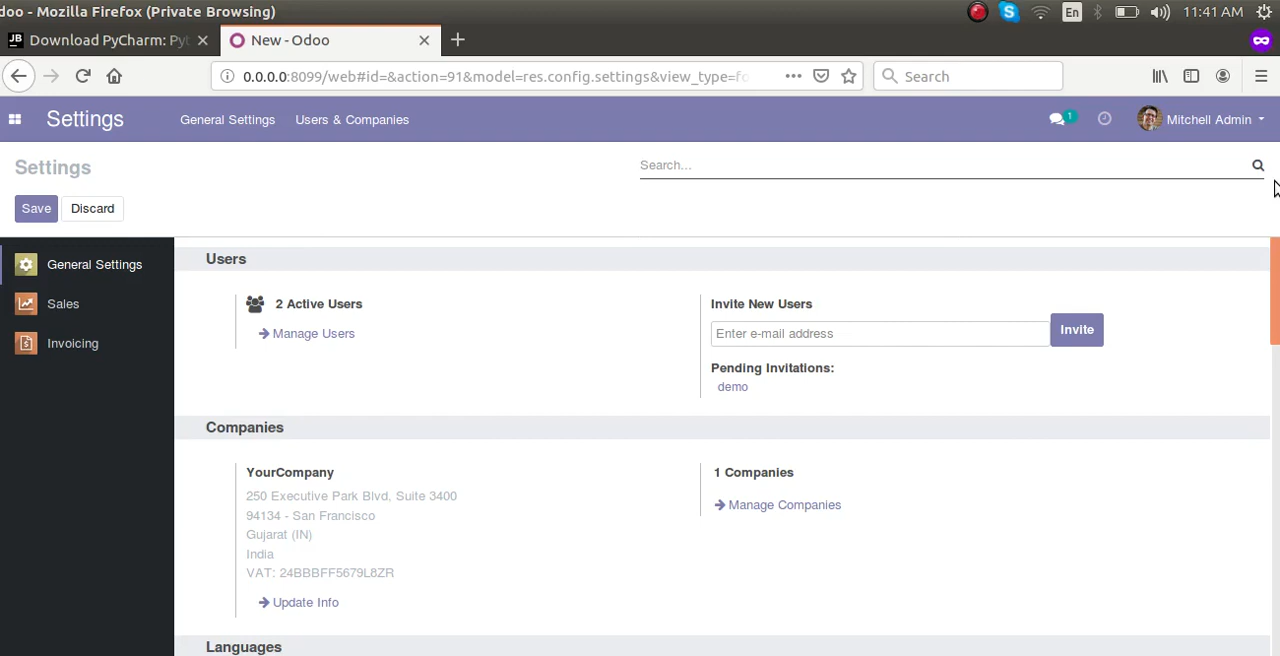 doo - Mozilla Firefox (Private Browsing)
En
11:41 AM
JB
Download PyCharm: Pyt
New - Odoo
0.0.0.0:8099/web#id=&action=91&model=res.config.settings&view_type=fo
Search
Settings
General Settings
Users & Companies
1
Mitchell Admin
Settings
Search...
Save
Discard
General Settings
Sales
Invoicing
Users
2 Active Users
Manage Users
Invite New Users
Enter e-mail address
Invite
Pending Invitations:
demo
Companies
YourCompany
250 Executive Park Blvd, Suite 3400
94134 - San Francisco
Gujarat (IN)
India
VAT: 24BBBFF5679L8ZR
Update Info
1 Companies
Manage Companies
Languages